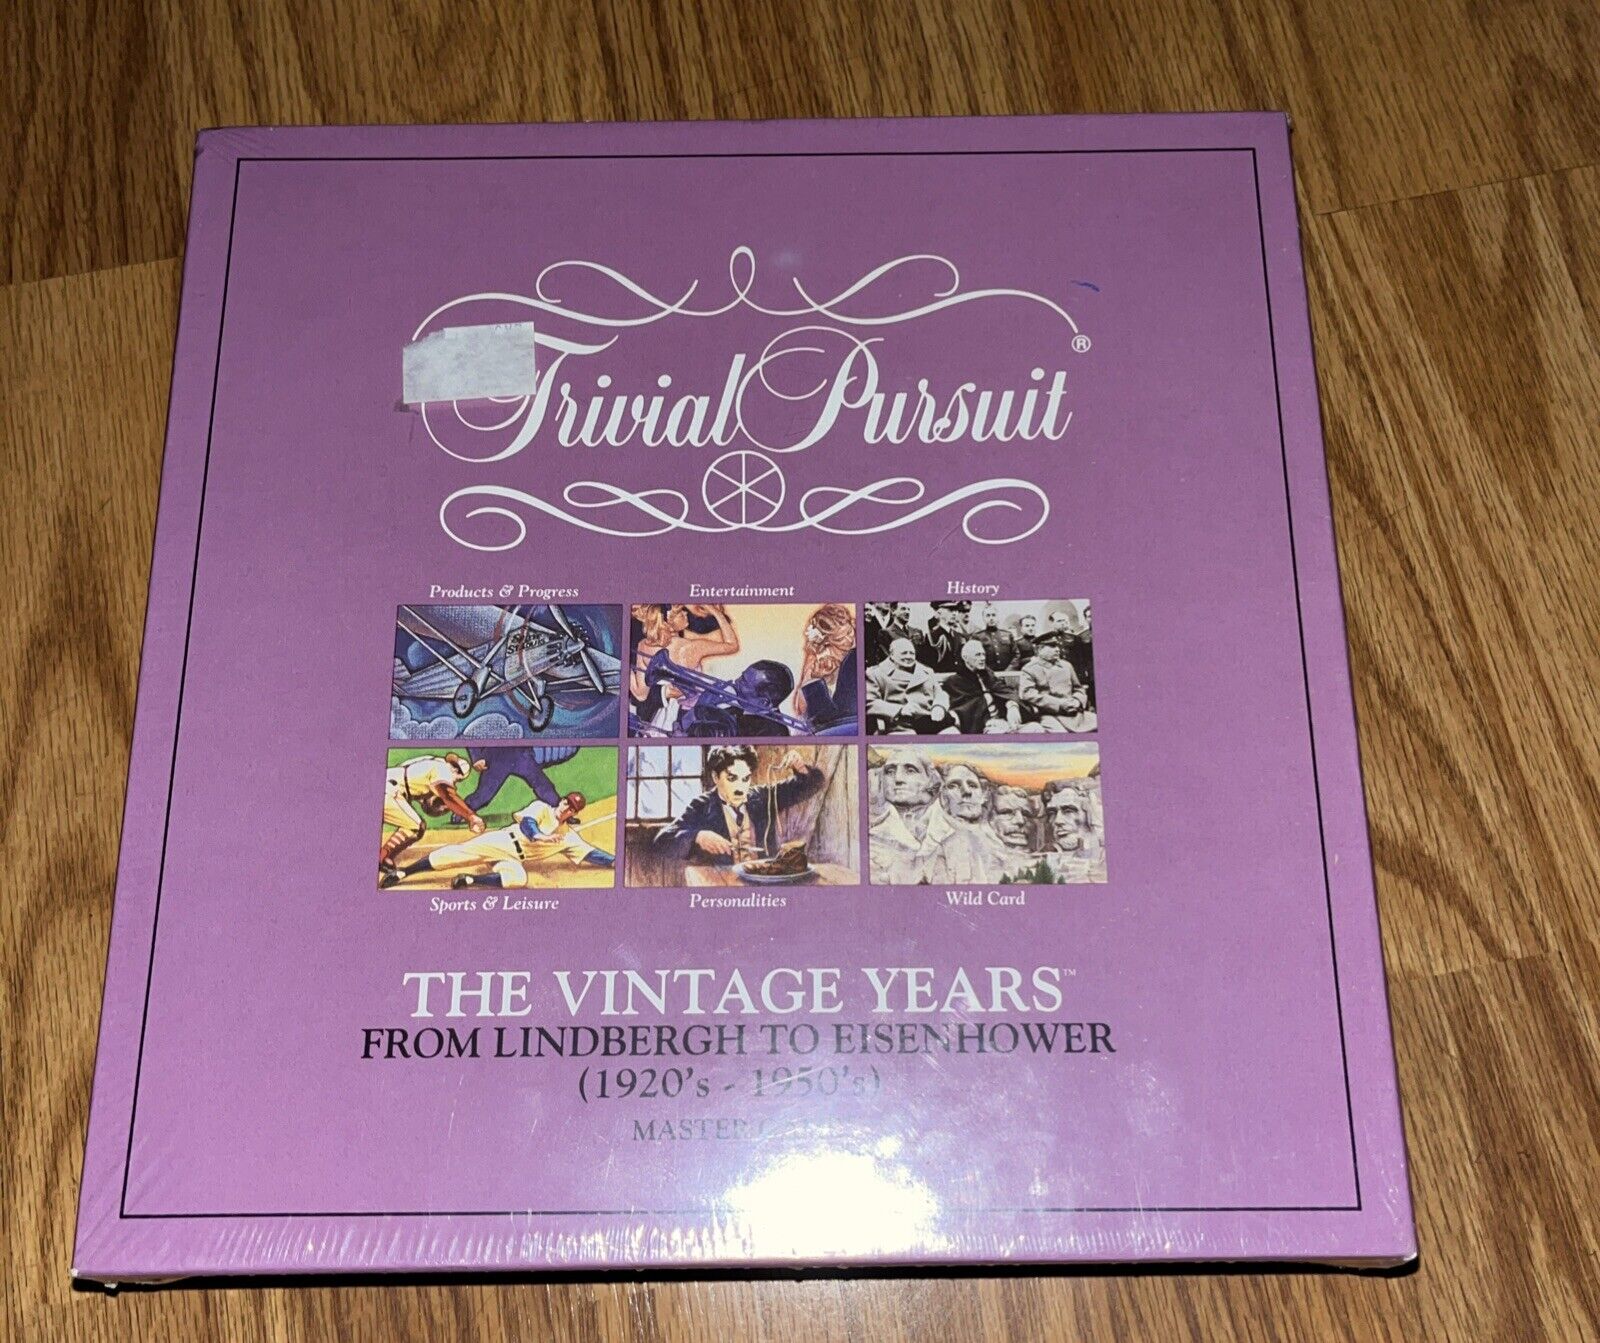 Trivial Pursuit ®
Products & Progress
Entertainment
History
Sports & Leisure
Personalities
Wild Card
THE VINTAGE YEARS™
FROM LINDBERGH TO EISENHOWER
(1920's - 1950's)
MASTER